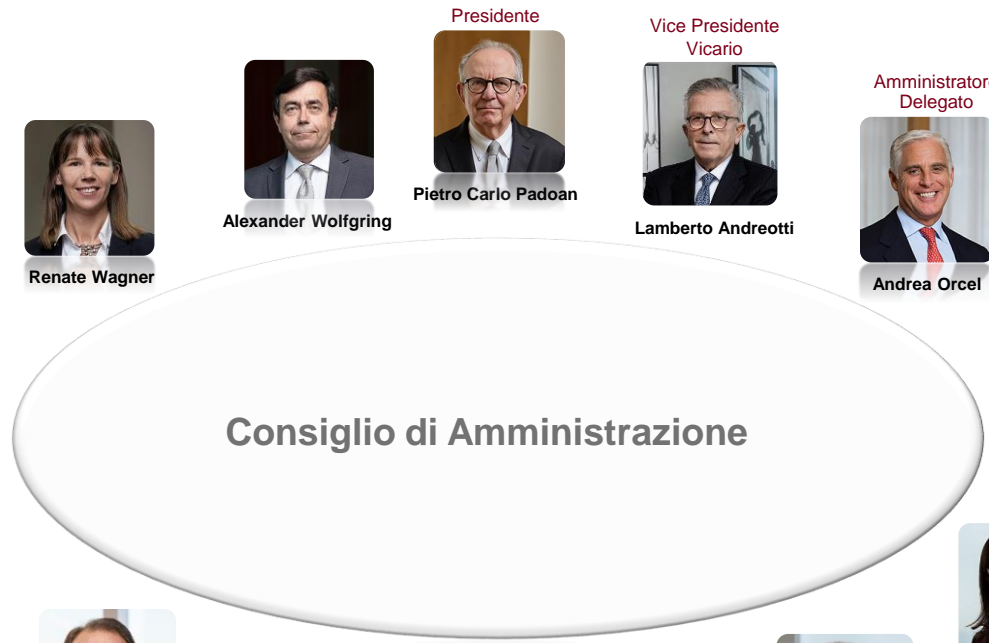 Presidente
Vice Presidente
Vicario
Amministratore
Delegato
Pietro Carlo Padoan
Alexander Wolfgring
Lamberto Andreotti
Renate Wagner
Andrea Orcel
Consiglio di Amministrazione